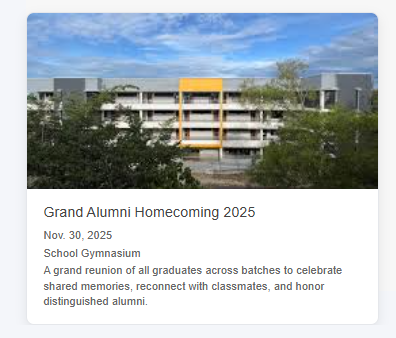 Grand Alumni Homecoming 2025
Nov. 30, 2025
School Gymnasium
A grand reunion of all graduates across batches to celebrate
shared memories, reconnect with classmates, and honor
distinguished alumni.